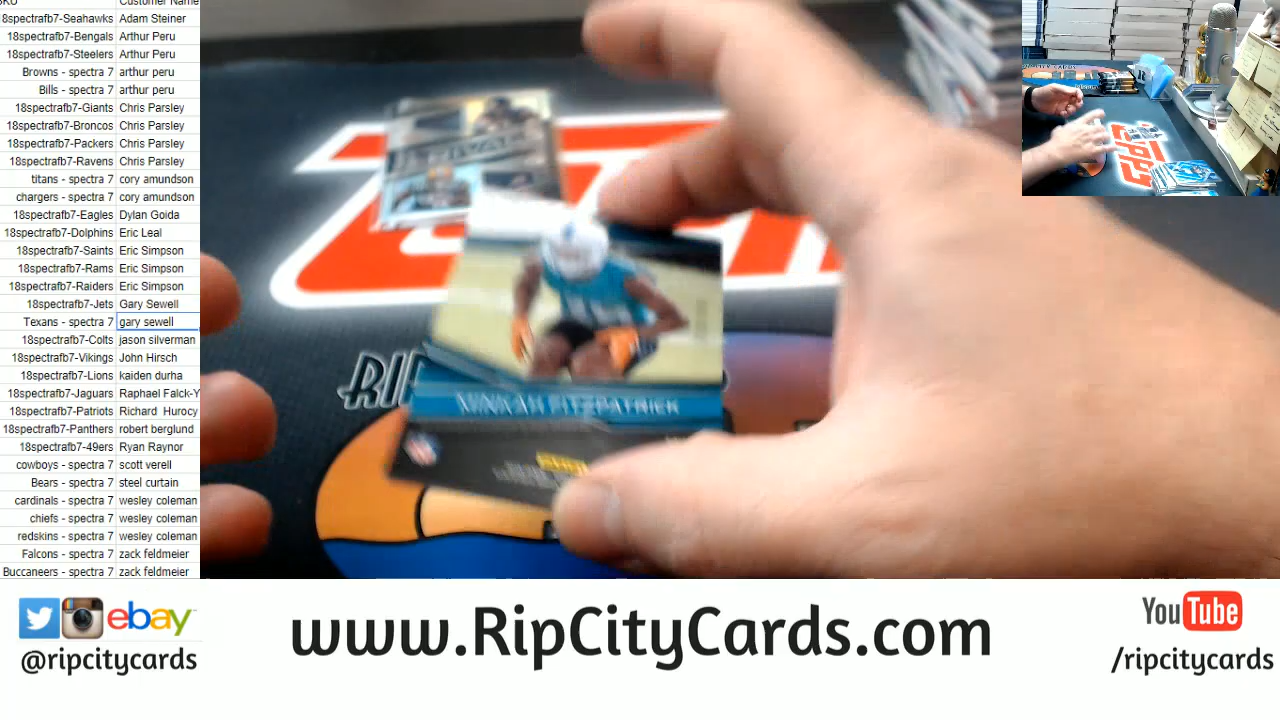 SKU Customer Name
18spectrafb7-Seahawks Adam Steiner
18spectrafb7-Bengals Arthur Peru
18spectrafb7-Steelers Arthur Peru
Browns - spectra 7 arthur peru
Bills - spectra 7 arthur peru
18spectrafb7-Giants Chris Parsley
18spectrafb7-Broncos Chris Parsley
18spectrafb7-Packers Chris Parsley
18spectrafb7-Ravens Chris Parsley
titans - spectra 7 cory amundson
chargers - spectra 7 cory amundson
18spectrafb7-Eagles Dylan Goida
18spectrafb7-Dolphins Eric Leal
18spectrafb7-Saints Eric Simpson
18spectrafb7-Rams Eric Simpson
18spectrafb7-Raiders Eric Simpson
18spectrafb7-Jets Gary Sewell
Texans - spectra 7 gary sewell
18spectrafb7-Colts jason silverman
18spectrafb7-Vikings John Hirsch
18spectrafb7-Lions kaiden durha
18spectrafb7-Jaguars Raphael Falck-Y
18spectrafb7-Patriots Richard Hurocy
18spectrafb7-Panthers robert berglund
18spectrafb7-49ers Ryan Raynor
cowboys - spectra 7 scott verell
Bears - spectra 7 steel curtain
cardinals - spectra 7 wesley coleman
chiefs - spectra 7 wesley coleman
redskins - spectra 7 wesley coleman
Falcons - spectra 7 zack feldmeier
Buccaneers - spectra 7 zack feldmeier
RIP
MINKAH FITZPATRICK
ebay
@ripcitycards
www.RipCityCards.com
YouTube
/ripcitycards